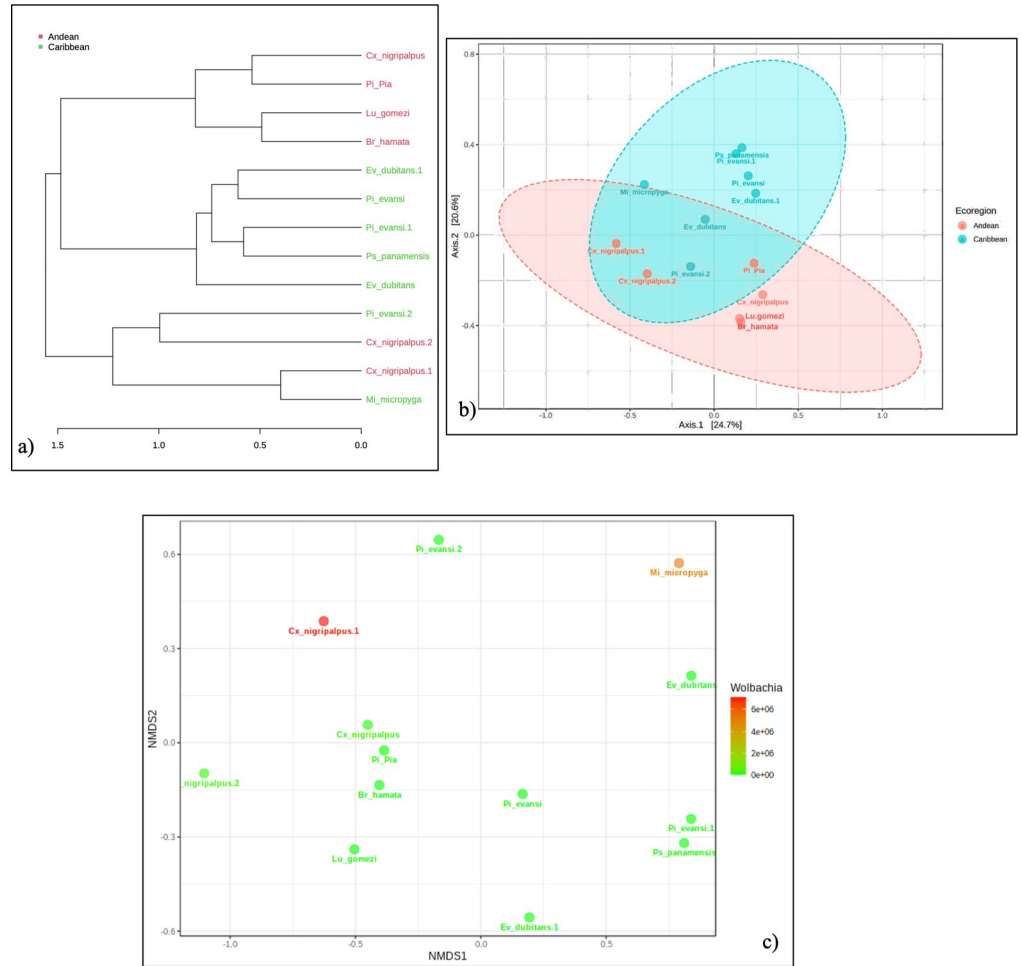 Andean
Caribbean
Cx_nigripalpus
Pi_Pia
Lu_gomezi
Br_hamata
Ev_dubitans.1
Pi_evansi
Pi_evansi.1
Ps_panamensis
Ev_dubitans
Pi_evansi.2
Cx_nigripalpus.2
Cx_nigripalpus.1
Mi_micropyga
1.5 1.0 0.5 0.0
a)
0.8
0.4
0.0
-0.4
Axis.2 [20.6%]
Ps_panamensis
Pi_evansi.1
Pi_evansi
Mi_micropyga
Ev_dubitans.1
Ev_dubitans
Cx_nigripalpus.1
Pi_evansi.2
Pi_Pia
Cx_nigripalpus.2
Cx_nigripalpus
Lu.gomezi
Br_hamata
-1.0 -0.5 0.0 0.5 1.0
Axis.1 [24.7%]
Ecoregion
Andean
Caribbean
b)
0.6
0.3
0.0
-0.3
-0.6
NMDS2
Pi_evansi.2
Mi_micropyga
Cx_nigripalpus.1
Ev_dubitans
Cx_nigripalpus
Pi_Pia
_nigripalpus.2
Br_hamata
Pi_evansi
Pi_evansi.1
Ps_panamensis
Lu_gomezi
Ev_dubitans.1
-1.0 -0.5 0.0 0.5
NMDS1
Wolbachia
6e+06
4e+06
2e+06
0e+00
c)